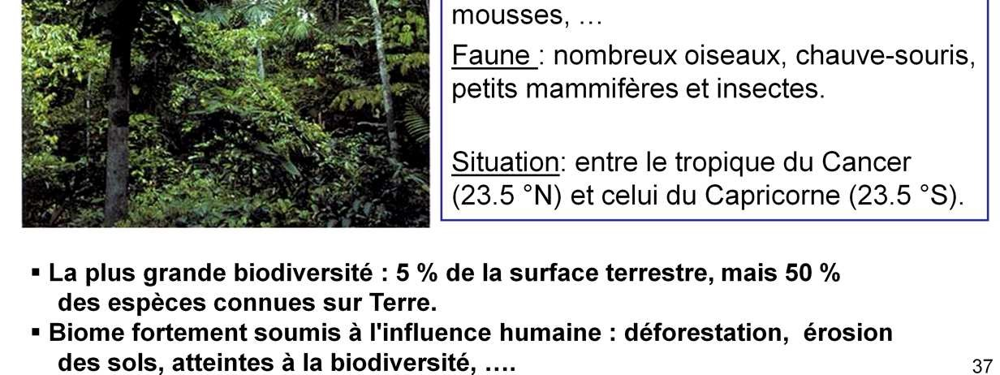 mousses, …
Faune : nombreux oiseaux, chauve-souris,
petits mammifères et insectes.
Situation: entre le tropique du Cancer
(23.5 °N) et celui du Capricorne (23.5 °S).
▪ La plus grande biodiversité : 5 % de la surface terrestre, mais 50 %
des espèces connues sur Terre.
▪ Biome fortement soumis à l'influence humaine : déforestation, érosion
des sols, atteintes à la biodiversité, ….
37